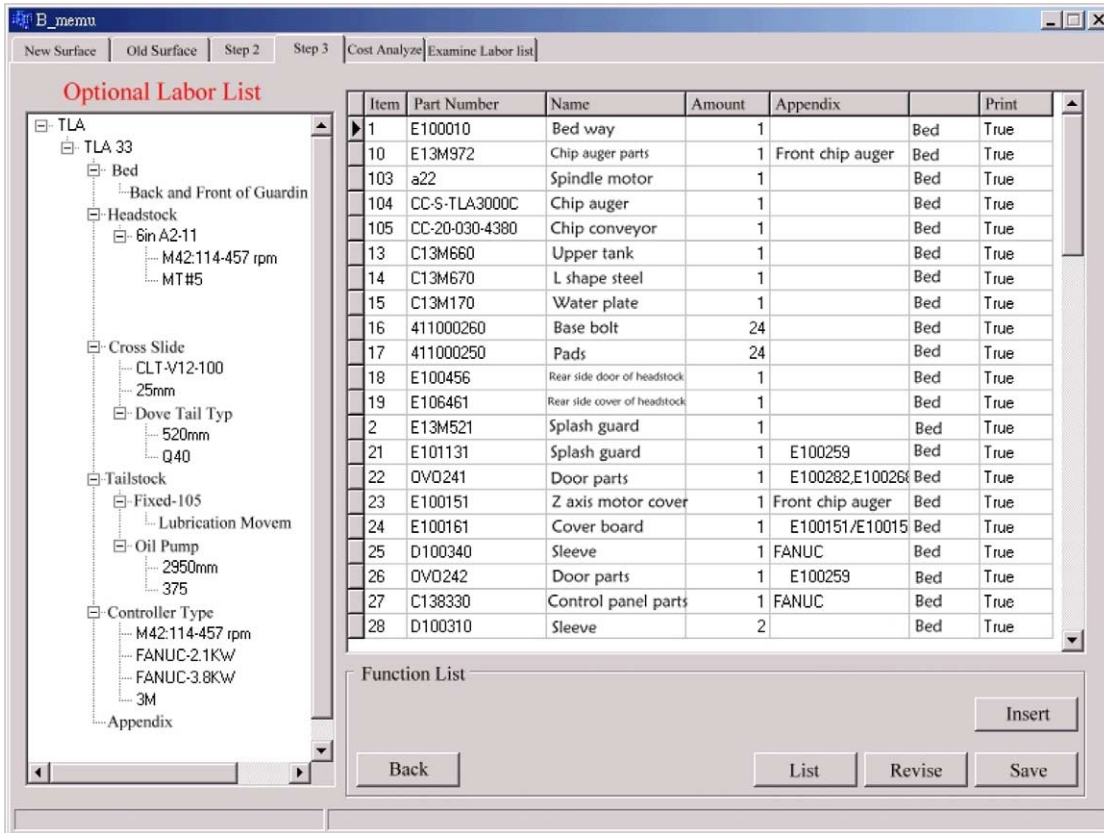 B_memu
New Surface Old Surface Step 2 Step 3 Cost Analyze Examine Labor list
Optional Labor List
TLA
TLA 33
Bed
Back and Front of Guardin
Headstock
6in A2-11
M42:114-457 rpm
MT#5
Cross Slide
CLT-V12-100
25mm
Dove Tail Typ
520mm
Q40
Tailstock
Fixed-105
Lubrication Movem
Oil Pump
2950mm
375
Controller Type
M42:114-457 rpm
FANUC-2.1KW
FANUC-3.8KW
3M
Appendix
Item Part Number Name Amount Appendix Print
1 E100010 Bed way 1 Bed True
10 E13M972 Chip auger parts 1 Front chip auger Bed True
103 a22 Spindle motor 1 Bed True
104 CC-S-TLA3000C Chip auger 1 Bed True
105 CC-20-030-4380 Chip conveyor 1 Bed True
13 C13M660 Upper tank 1 Bed True
14 C13M670 L shape steel 1 Bed True
15 C13M170 Water plate 1 Bed True
16 411000260 Base bolt 24 Bed True
17 411000250 Pads 24 Bed True
18 E100456 Rear side door of headstock 1 Bed True
19 E106461 Rear side cover of headstock 1 Bed True
2 E13M521 Splash guard 1 Bed True
21 E101131 Splash guard 1 E100259 Bed True
22 OVO241 Door parts 1 E100282,E100268 Bed True
23 E100151 Z axis motor cover 1 Front chip auger Bed True
24 E100161 Cover board 1 E100151/E10015 Bed True
25 D100340 Sleeve 1 FANUC Bed True
26 OVO242 Door parts 1 E100259 Bed True
27 C138330 Control panel parts 1 FANUC Bed True
28 D100310 Sleeve 2 Bed True
Function List
Insert
Back List Revise Save